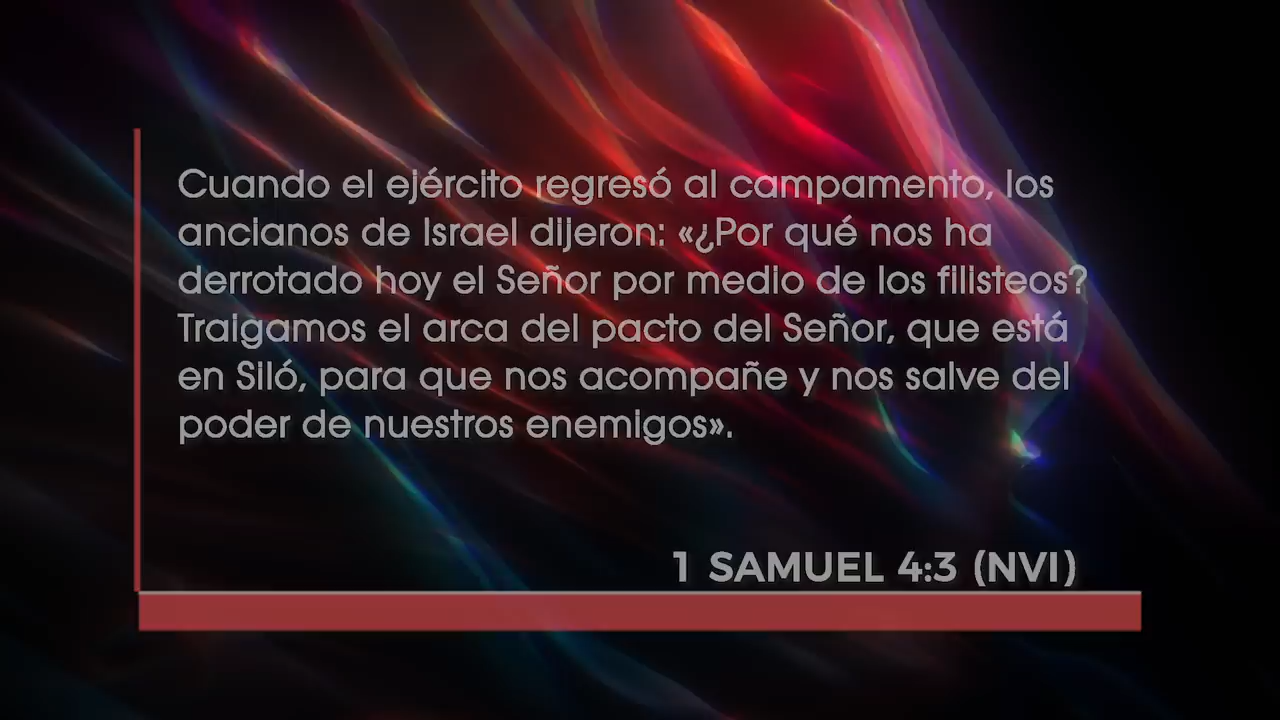 Cuando el ejército regresó al campamento, los
ancianos de Israel dijeron: «¿Por qué nos ha
derrotado hoy el Señor por medio de los filisteos?
Traigamos el arca del pacto del Señor, que está
en Siló, para que nos acompañe y nos salve del
poder de nuestros enemigos».
1 SAMUEL 4:3 (NVI)